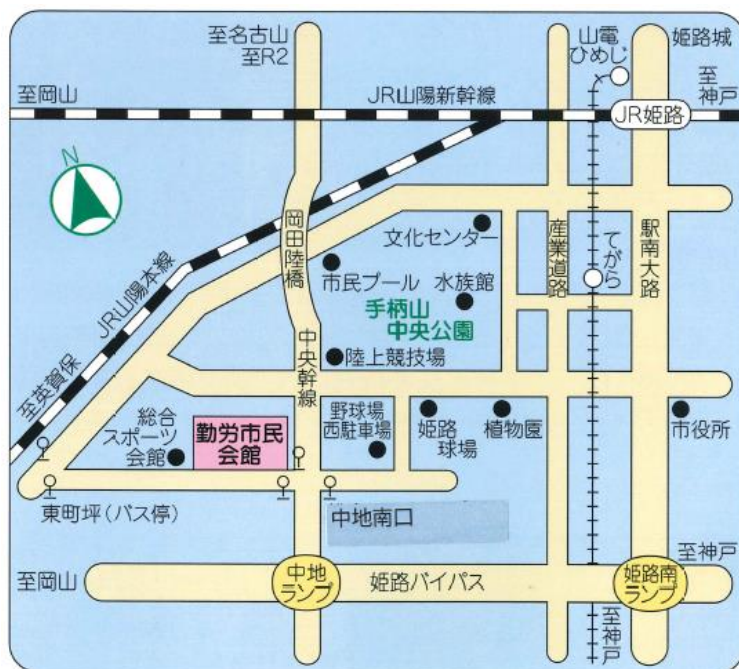 至名古山
至R2
山電
ひめじ
姫路城
至岡山
JR山陽新幹線
至
神戸
JR姫路
N
岡田陸橋
文化センター
産業道路
てがら
駅南大路
JR山陽本線
市民プール
水族館
手柄山
中央公園
至英賀保
中央幹線
陸上競技場
総合
スポーツ
会館
勤労市民
会館
野球場
西駐車場
姫路
球場
植物園
市役所
東町坪(バス停)
中地南口
至岡山
中地
ランプ
姫路バイパス
姫路南
ランプ
至神戸
至神戸